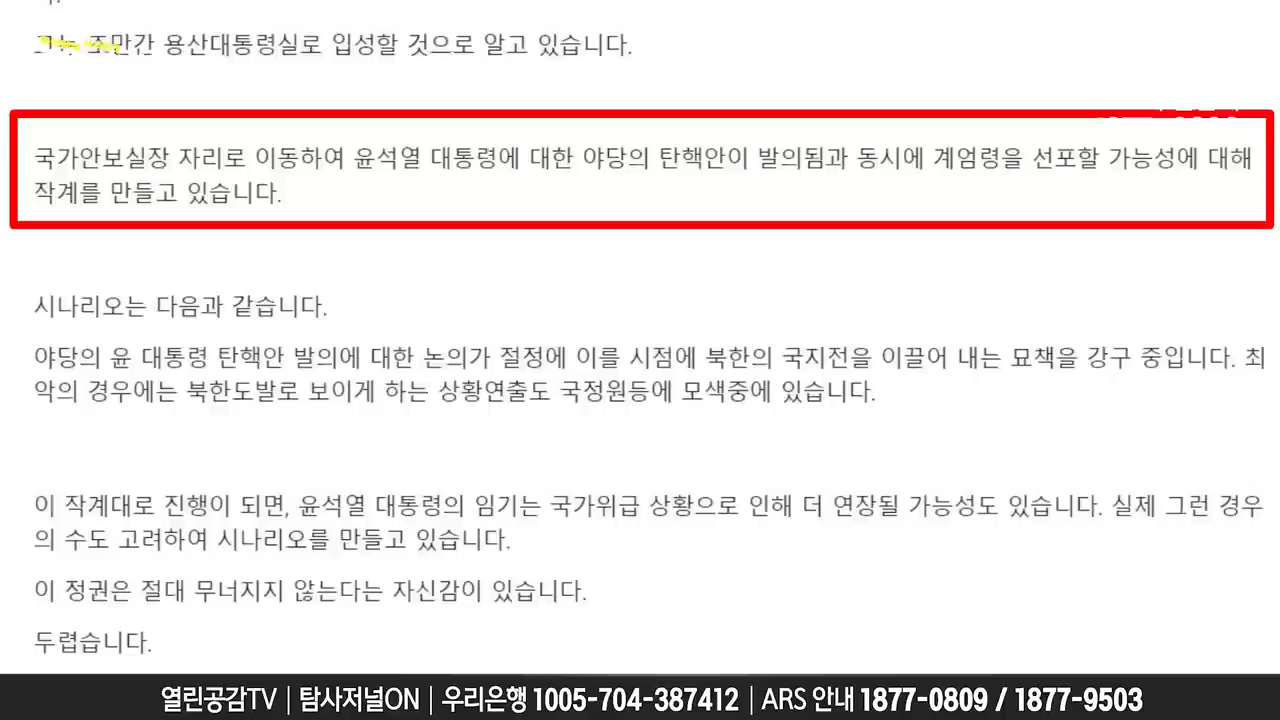 조만간 용산대통령실로 입성할 것으로 알고 있습니다.
국가안보실장 자리로 이동하여 윤석열 대통령에 대한 야당의 탄핵안이 발의됨과 동시에 계엄령을 선포할 가능성에 대해
작계를 만들고 있습니다.
시나리오는 다음과 같습니다.
야당의 윤 대통령 탄핵안 발의에 대한 논의가 절정에 이를 시점에 북한의 국지전을 이끌어 내는 묘책을 강구 중입니다. 최
악의 경우에는 북한도발로 보이게 하는 상황연출도 국정원등에 모색중에 있습니다.
이 작계대로 진행이 되면, 윤석열 대통령의 임기는 국가위급 상황으로 인해 더 연장될 가능성도 있습니다. 실제 그런 경우
의 수도 고려하여 시나리오를 만들고 있습니다.
이 정권은 절대 무너지지 않는다는 자신감이 있습니다.
두렵습니다.
열린공감TV | 탐사저널ON | 우리은행 1005-704-387412 | ARS 안내 1877-0809 / 1877-9503